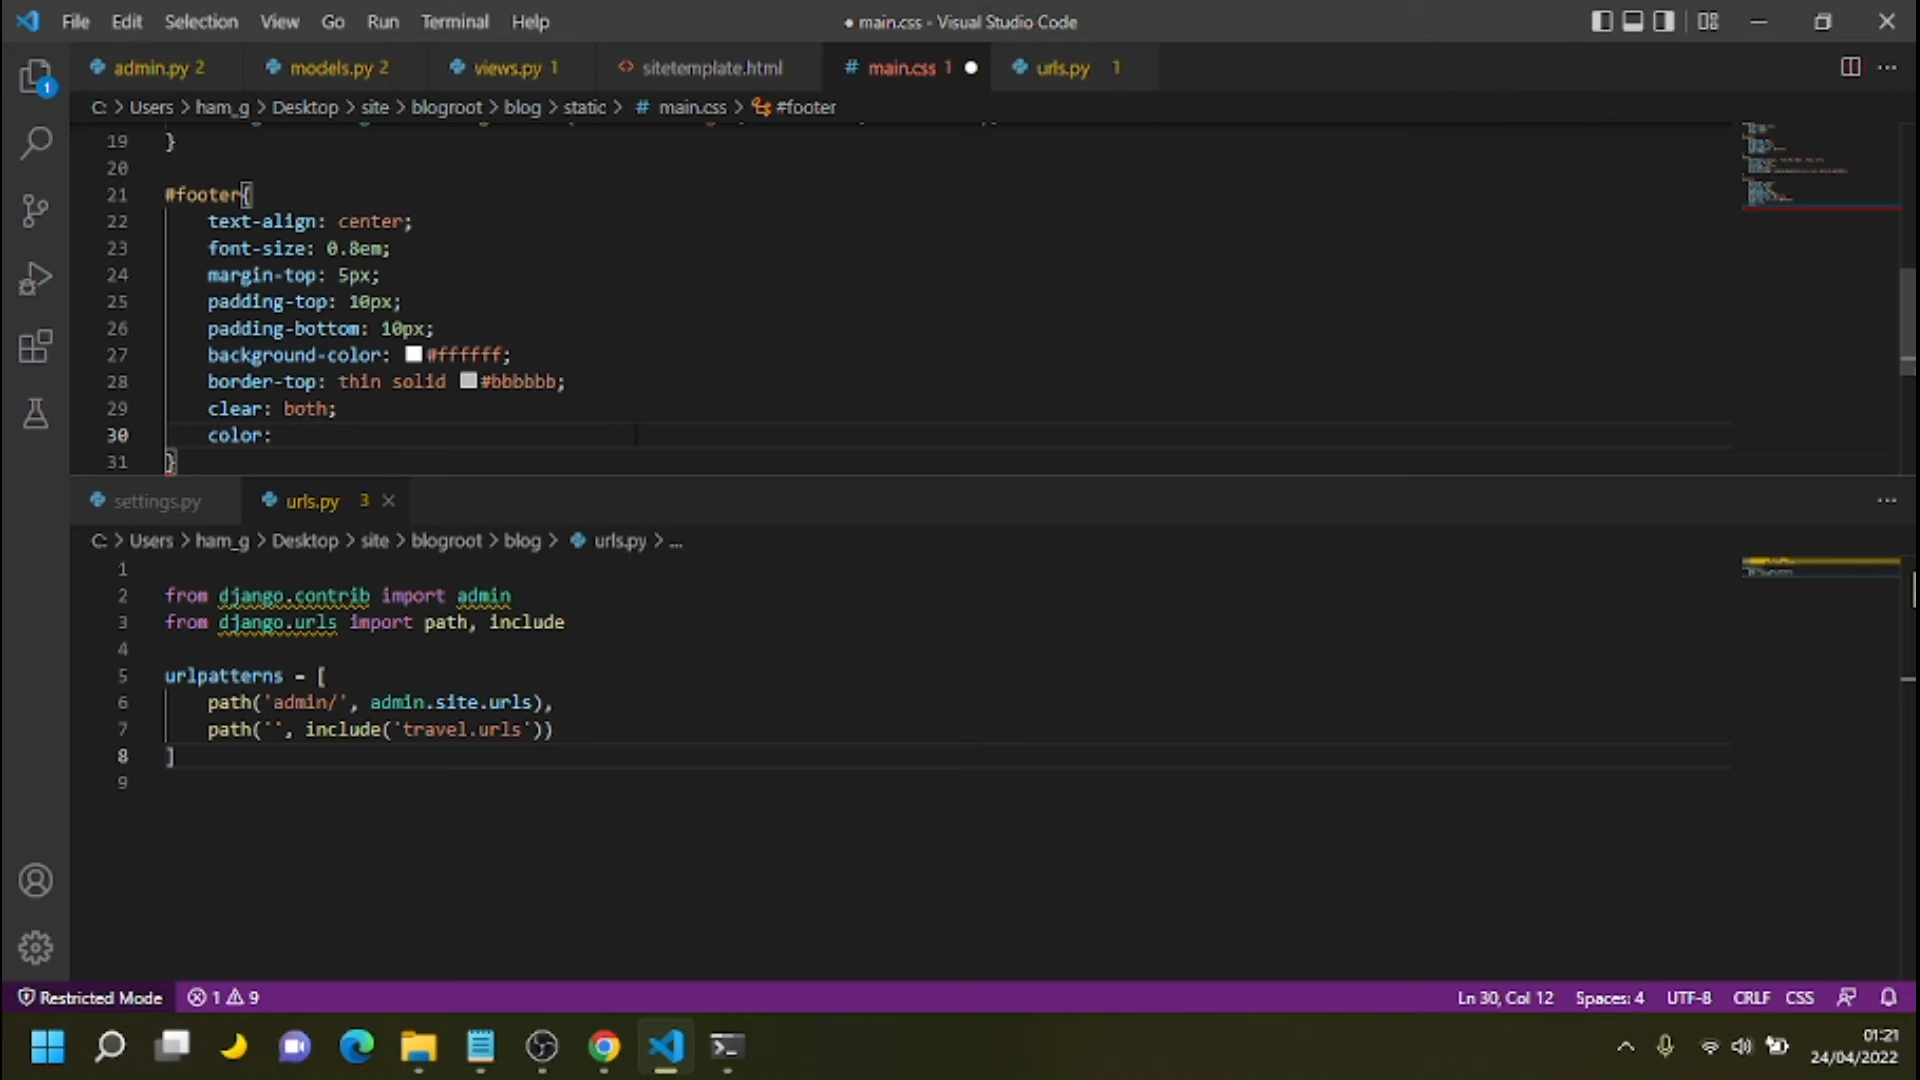 File Edit Selection View Go Run Terminal Help
● main.css - Visual Studio Code
admin.py 2 models.py 2 views.py 1 <> sitetemplate.html # main.css 1 ● urls.py 1
1
C: > Users > ham_g > Desktop > site > blogroot > blog > static > # main.css > #footer
19 }
20
21 #footer{
22 text-align: center;
23 font-size: 0.8em;
24 margin-top: 5px;
25 padding-top: 10px;
26 padding-bottom: 10px;
27 background-color: #ffffff;
28 border-top: thin solid #bbbbbb;
29 clear: both;
30 color:
31 }
settings.py urls.py 3
C: > Users > ham_g > Desktop > site > blogroot > blog > urls.py > ...
1
2 from django.contrib import admin
3 from django.urls import path, include
4
5 urlpatterns = [
6 path('admin/', admin.site.urls),
7 path('', include('travel.urls'))
8 ]
9
Restricted Mode 1 9 Ln 30, Col 12 Spaces: 4 UTF-8 CRLF CSS
01:21
24/04/2022